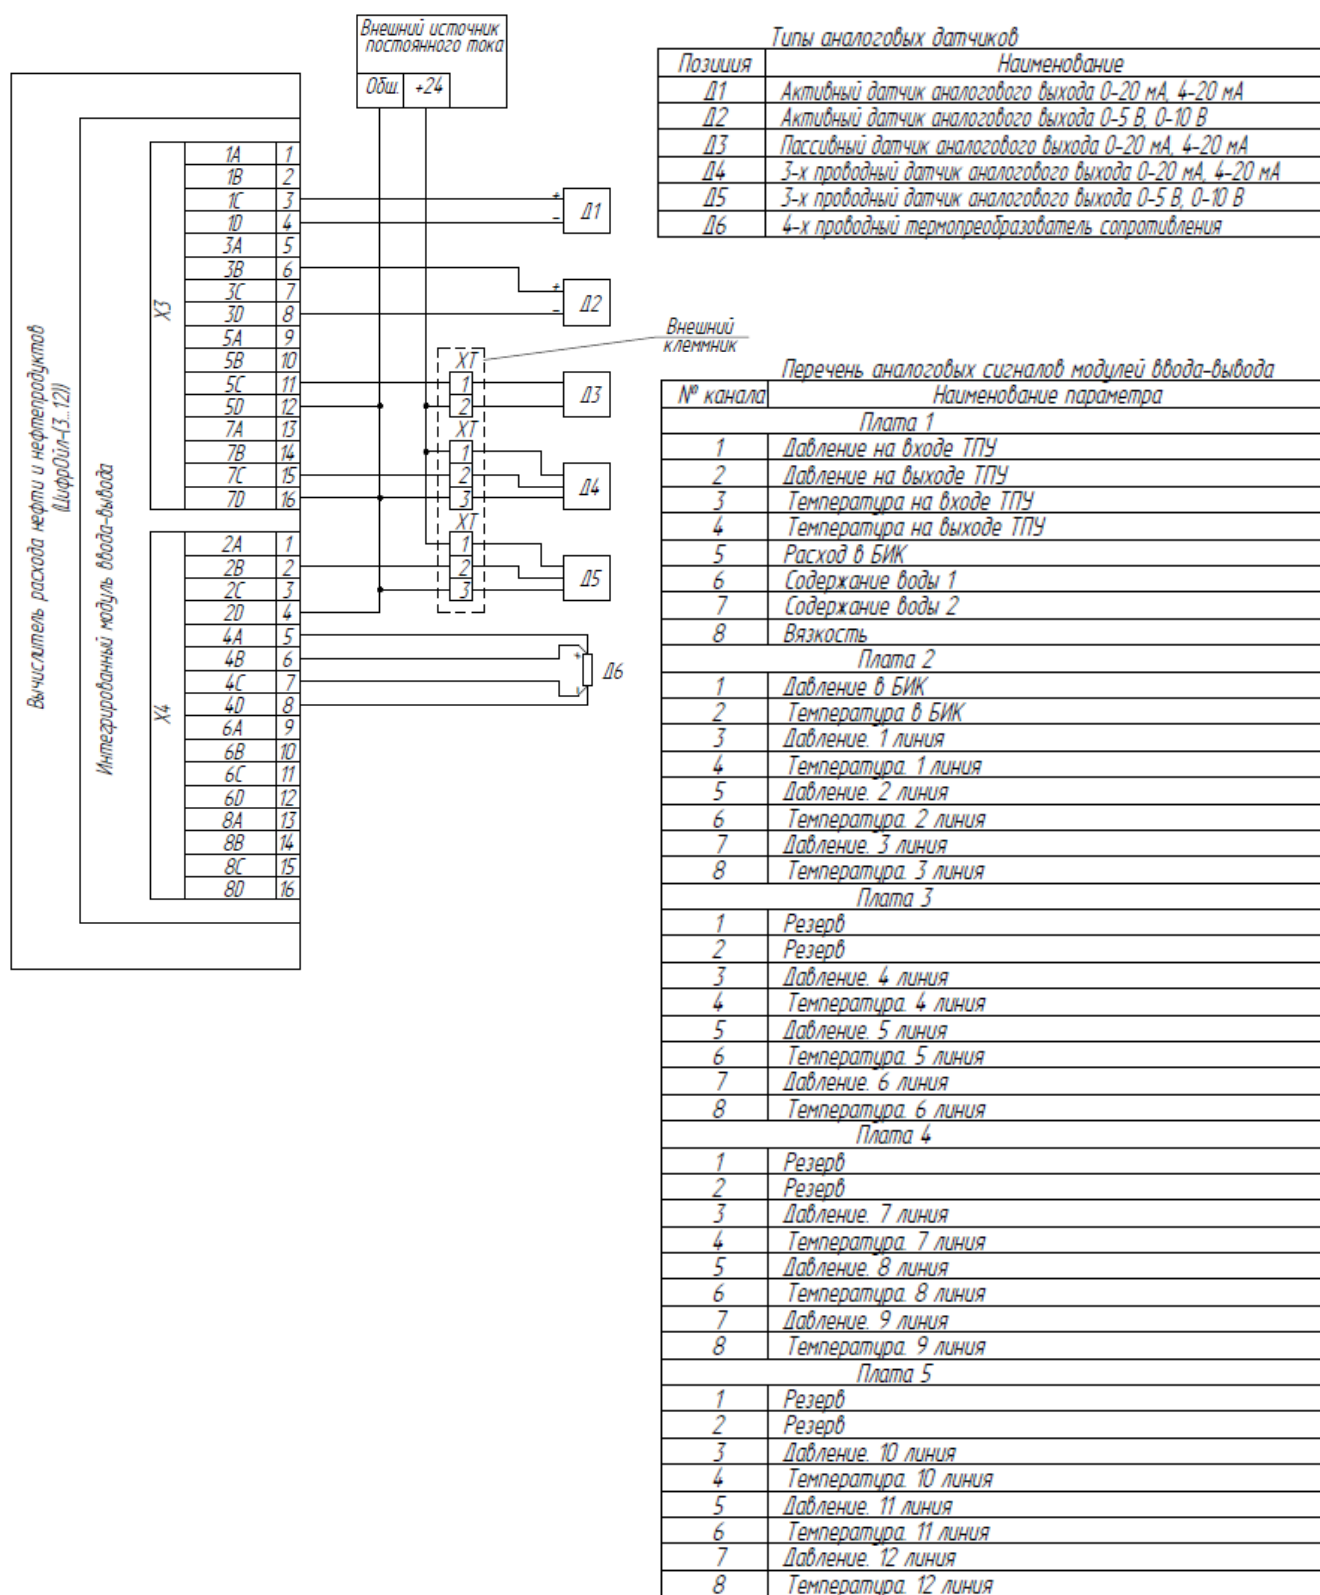 Внешний источник
постоянного тока
Общ. +24
Вычислитель расхода нефти и нефтепродуктов
(ЦифрОйл-(3...12))
Интегрированный модуль ввода-вывода
X3
1A 1
1B 2
1C 3
1D 4
3A 5
3B 6
3C 7
3D 8
5A 9
5B 10
5C 11
5D 12
7A 13
7B 14
7C 15
7D 16
X4
2A 1
2B 2
2C 3
2D 4
4A 5
4B 6
4C 7
4D 8
6A 9
6B 10
6C 11
6D 12
8A 13
8B 14
8C 15
8D 16
+
-
Д1
+
-
Д2
Внешний
клеммник
XT
1
2
Д3
XT
1
2
3
Д4
XT
1
2
3
Д5
*
Д6
Типы аналоговых датчиков
Позиция Наименование
Д1 Активный датчик аналогового выхода 0-20 мА, 4-20 мА
Д2 Активный датчик аналогового выхода 0-5 В, 0-10 В
Д3 Пассивный датчик аналогового выхода 0-20 мА, 4-20 мА
Д4 3-х проводный датчик аналогового выхода 0-20 мА, 4-20 мА
Д5 3-х проводный датчик аналогового выхода 0-5 В, 0-10 В
Д6 4-х проводный термопреобразователь сопротивления
Перечень аналоговых сигналов модулей ввода-вывода
№ канала Наименование параметра
Плата 1
1 Давление на входе ТПУ
2 Давление на выходе ТПУ
3 Температура на входе ТПУ
4 Температура на выходе ТПУ
5 Расход в БИК
6 Содержание воды 1
7 Содержание воды 2
8 Вязкость
Плата 2
1 Давление в БИК
2 Температура в БИК
3 Давление. 1 линия
4 Температура. 1 линия
5 Давление. 2 линия
6 Температура. 2 линия
7 Давление. 3 линия
8 Температура. 3 линия
Плата 3
1 Резерв
2 Резерв
3 Давление. 4 линия
4 Температура. 4 линия
5 Давление. 5 линия
6 Температура. 5 линия
7 Давление. 6 линия
8 Температура. 6 линия
Плата 4
1 Резерв
2 Резерв
3 Давление. 7 линия
4 Температура. 7 линия
5 Давление. 8 линия
6 Температура. 8 линия
7 Давление. 9 линия
8 Температура. 9 линия
Плата 5
1 Резерв
2 Резерв
3 Давление. 10 линия
4 Температура. 10 линия
5 Давление. 11 линия
6 Температура. 11 линия
7 Давление. 12 линия
8 Температура. 12 линия